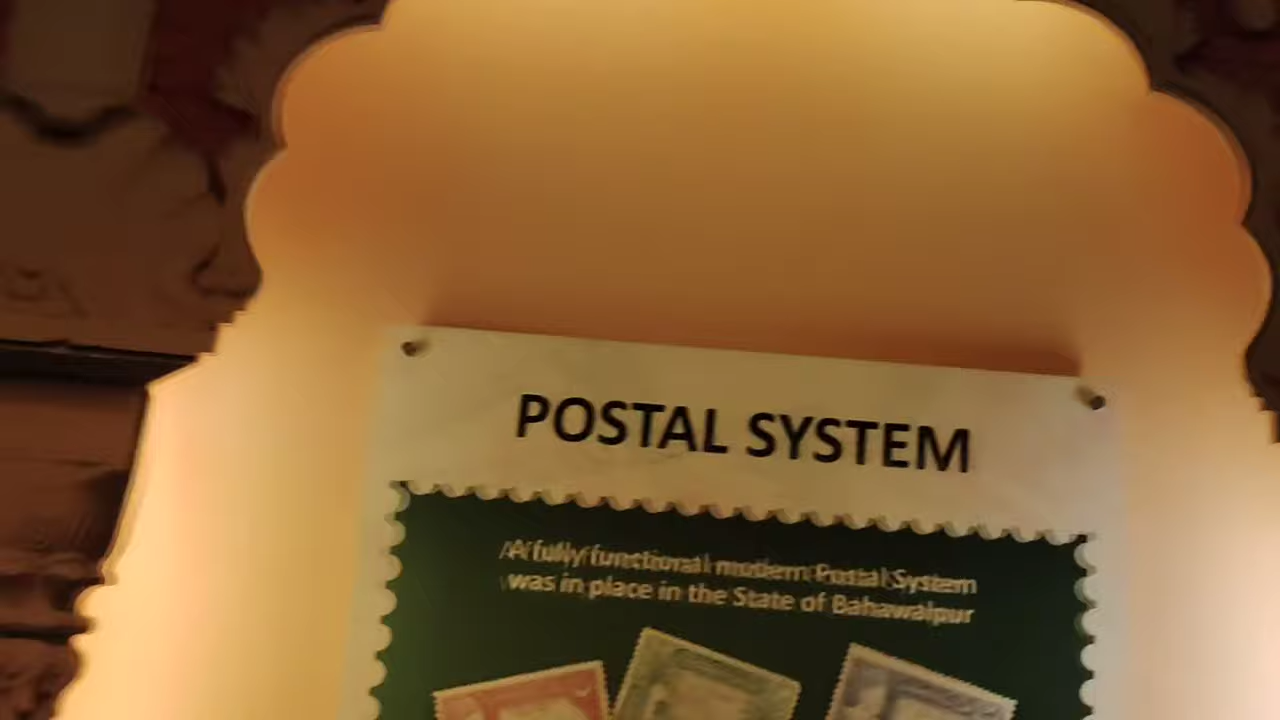 POSTAL SYSTEM
A fully functional modern Postal System
was in place in the State of Bahawalpur